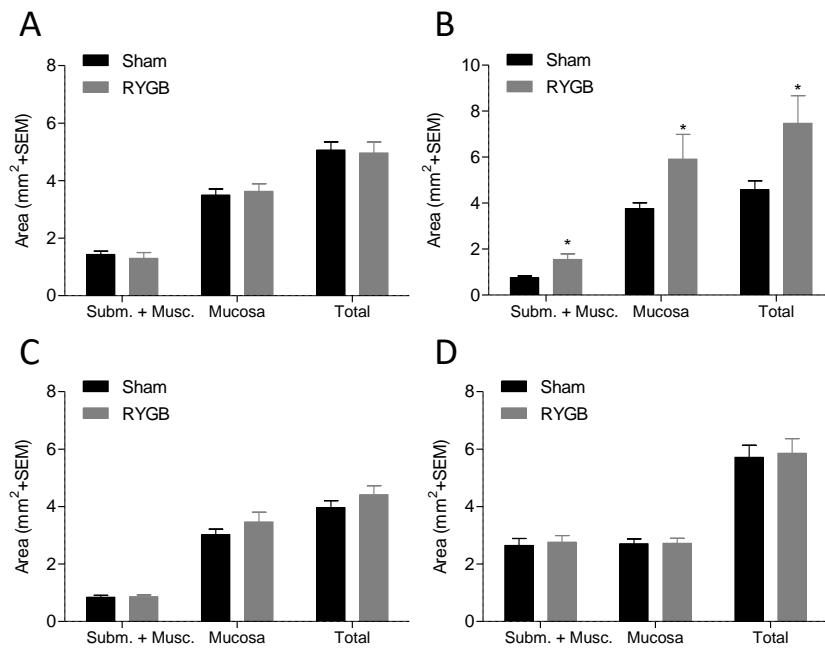 A
Sham
RYGB
8
6
4
2
0
Area (mm²+SEM)
Subm. + Musc. Mucosa Total
B
Sham
RYGB
10
8
6
4
2
0
Area (mm²+SEM)
* * *
Subm. + Musc. Mucosa Total
C
Sham
RYGB
8
6
4
2
0
Area (mm²+SEM)
Subm. + Musc. Mucosa Total
D
Sham
RYGB
8
6
4
2
0
Area (mm²+SEM)
Subm. + Musc. Mucosa Total